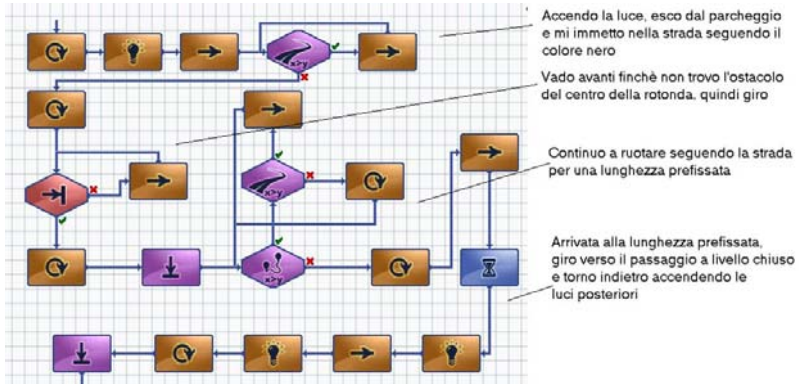 Accendo la luce, esco dal parcheggio
e mi immetto nella strada seguendo il
colore nero
x>y
Vado avanti finchè non trovo l'ostacolo
del centro della rotonda, quindi giro
x>y
Continuo a ruotare seguendo la strada
per una lunghezza prefissata
x>y
Arrivata alla lunghezza prefissata,
giro verso il passaggio a livello chiuso
e torno indietro accendendo le
luci posteriori